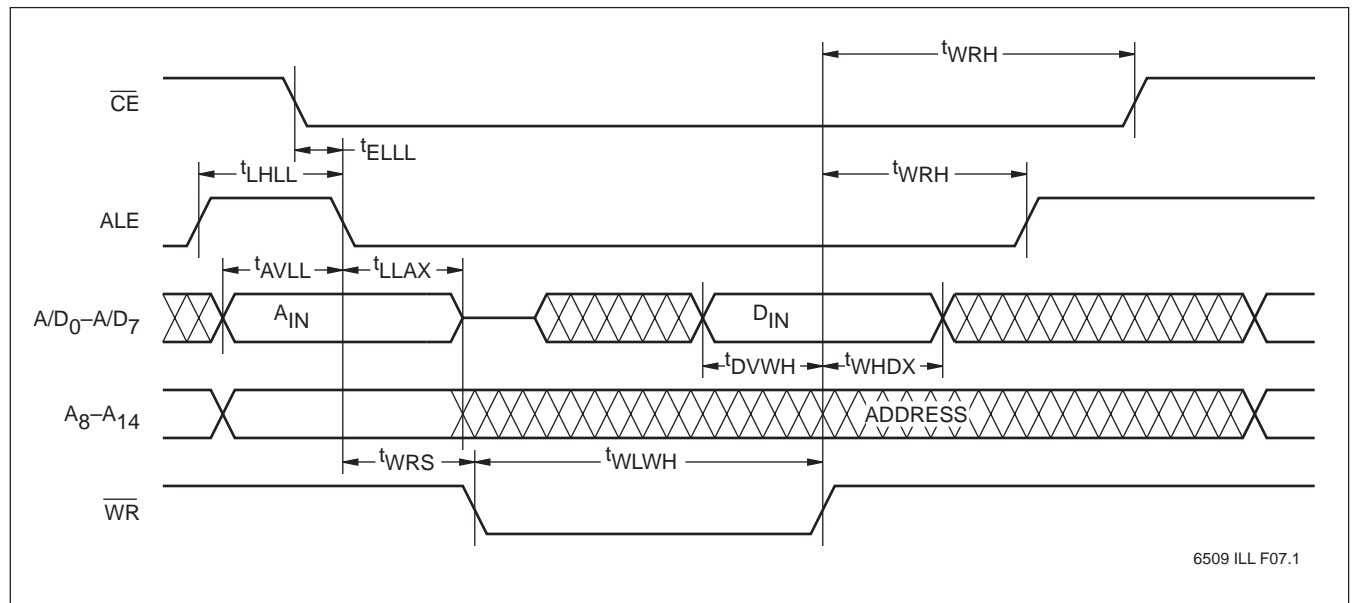 tWRH
CE
tELLL
tLHLL
tWRH
ALE
tAVLL tLLAX
A/D0–A/D7 AIN DIN
tDVWH tWHDX
A8–A14 ADDRESS
tWRS tWLWH
WR
6509 ILL F07.1